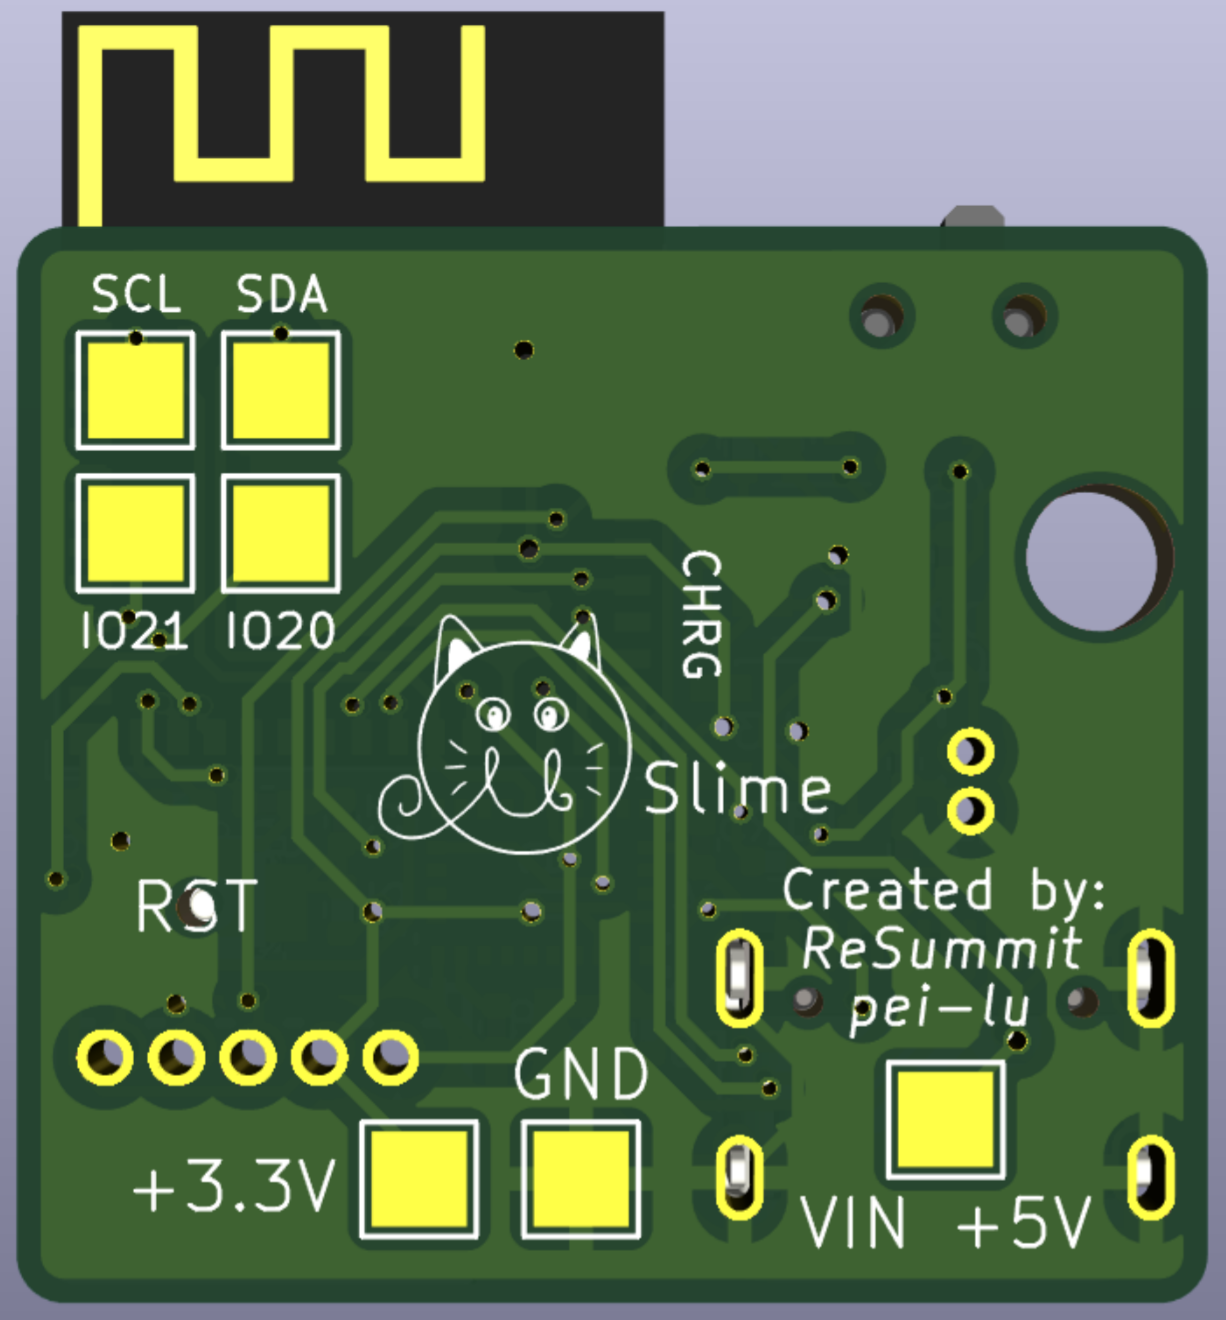 SCL SDA
IO21 IO20
CHRG
Slime
RST
Created by:
ReSummit
pei-lu
GND
+3.3V
VIN +5V